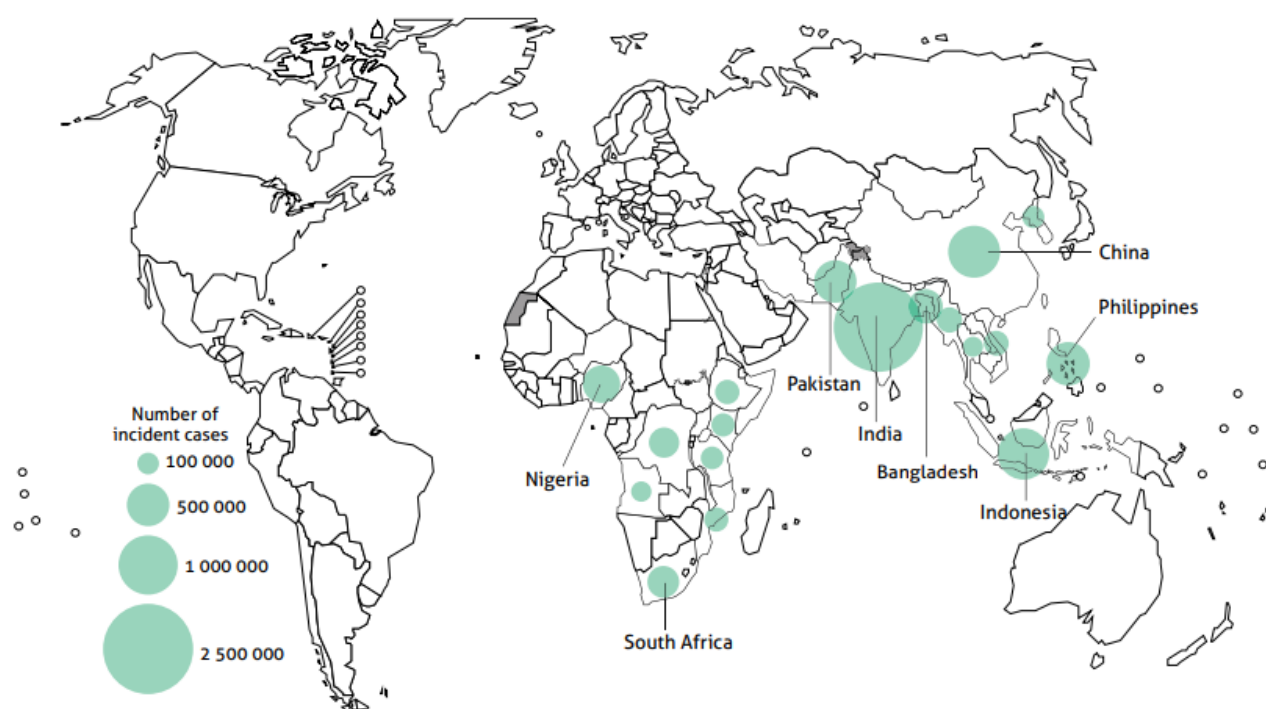 China
Philippines
Pakistan
India
Nigeria
Bangladesh
Indonesia
South Africa
Number of
incident cases
100 000
500 000
1 000 000
2 500 000